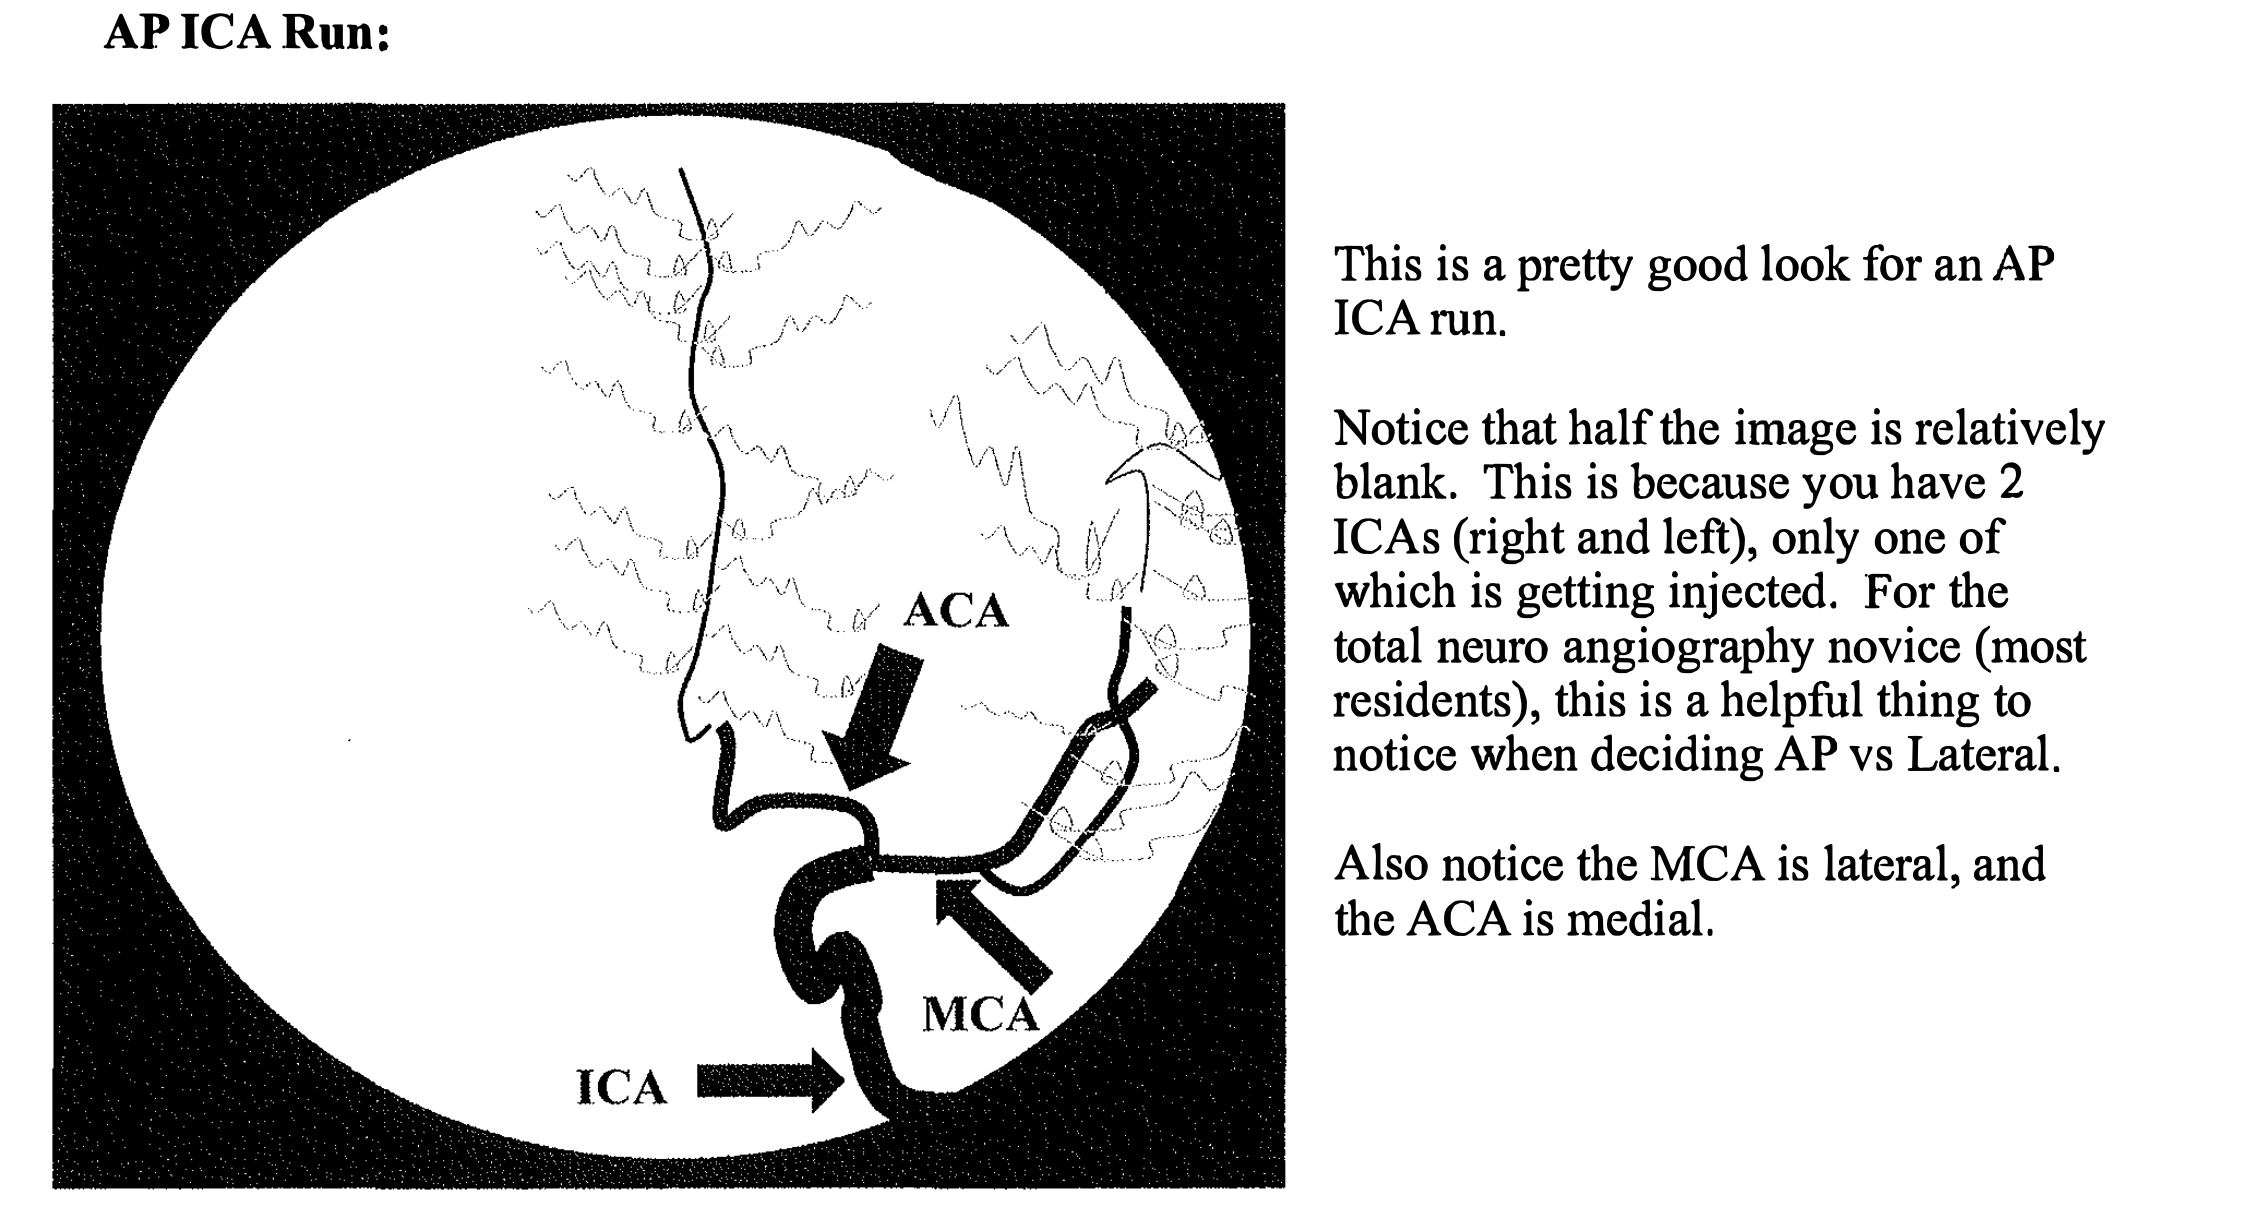 AP ICA Run:
This is a pretty good look for an AP
ICA run.
Notice that half the image is relatively
blank. This is because you have 2
ICAs (right and left), only one of
which is getting injected. For the
total neuro angiography novice (most
residents), this is a helpful thing to
notice when deciding AP vs Lateral.
Also notice the MCA is lateral, and
the ACA is medial.
ACA
MCA
ICA